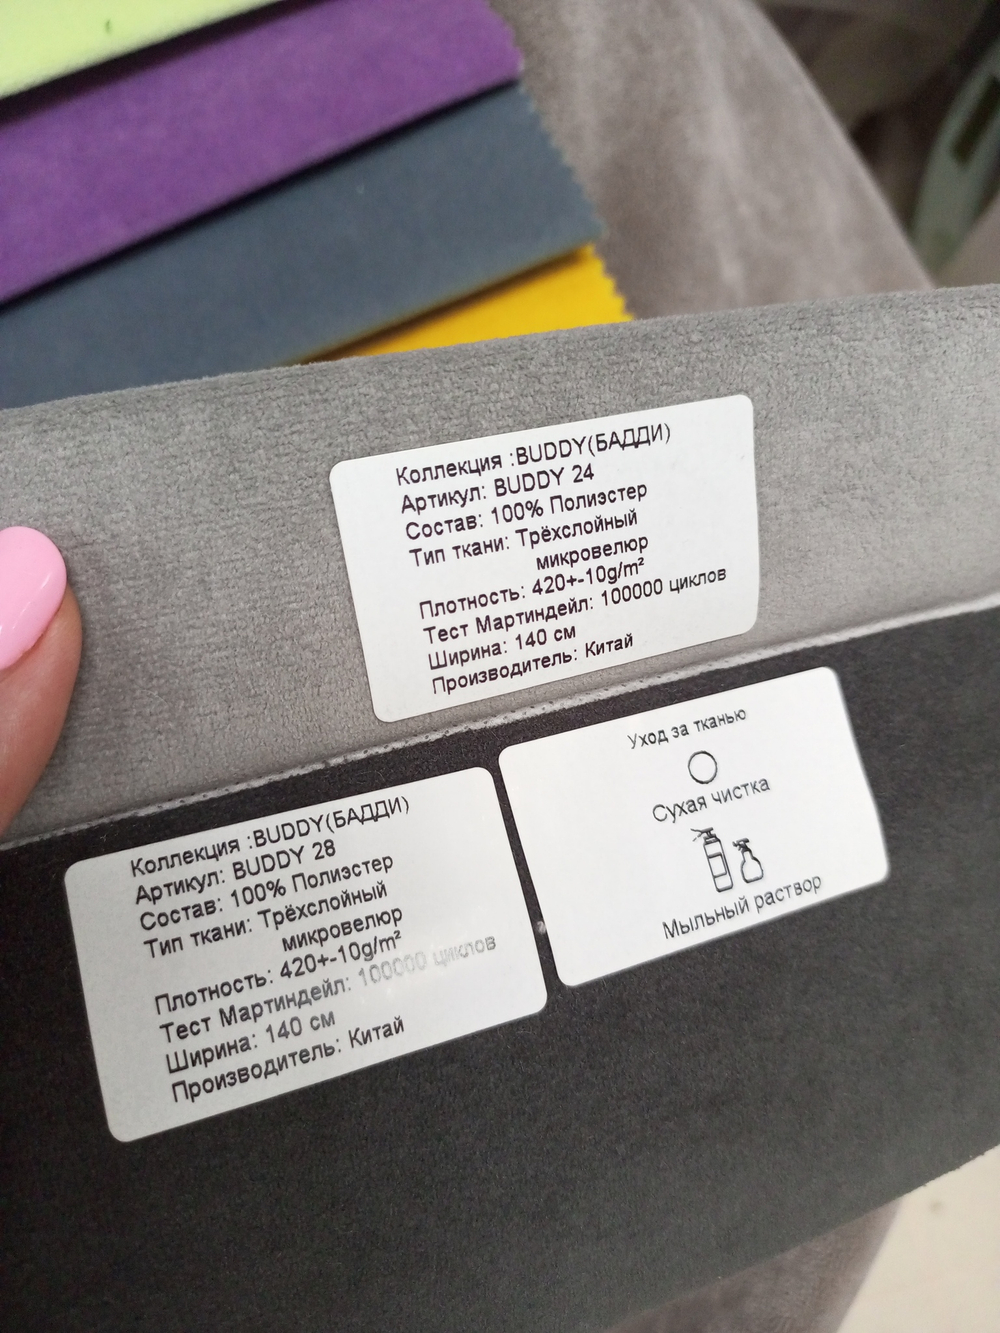 Коллекция :BUDDY(БАДДИ)
Артикул: BUDDY 24
Состав: 100% Полиэстер
Тип ткани: Трёхслойный
микровелюр
Плотность: 420+-10g/m²
Тест Мартиндейл: 100000 циклов
Ширина: 140 см
Производитель: Китай
Уход за тканью
Сухая чистка
Мыльный раствор
Коллекция :BUDDY(БАДДИ)
Артикул: BUDDY 28
Состав: 100% Полиэстер
Тип ткани: Трёхслойный
микровелюр
Плотность: 420+-10g/m²
Тест Мартиндейл: 100000 циклов
Ширина: 140 см
Производитель: Китай